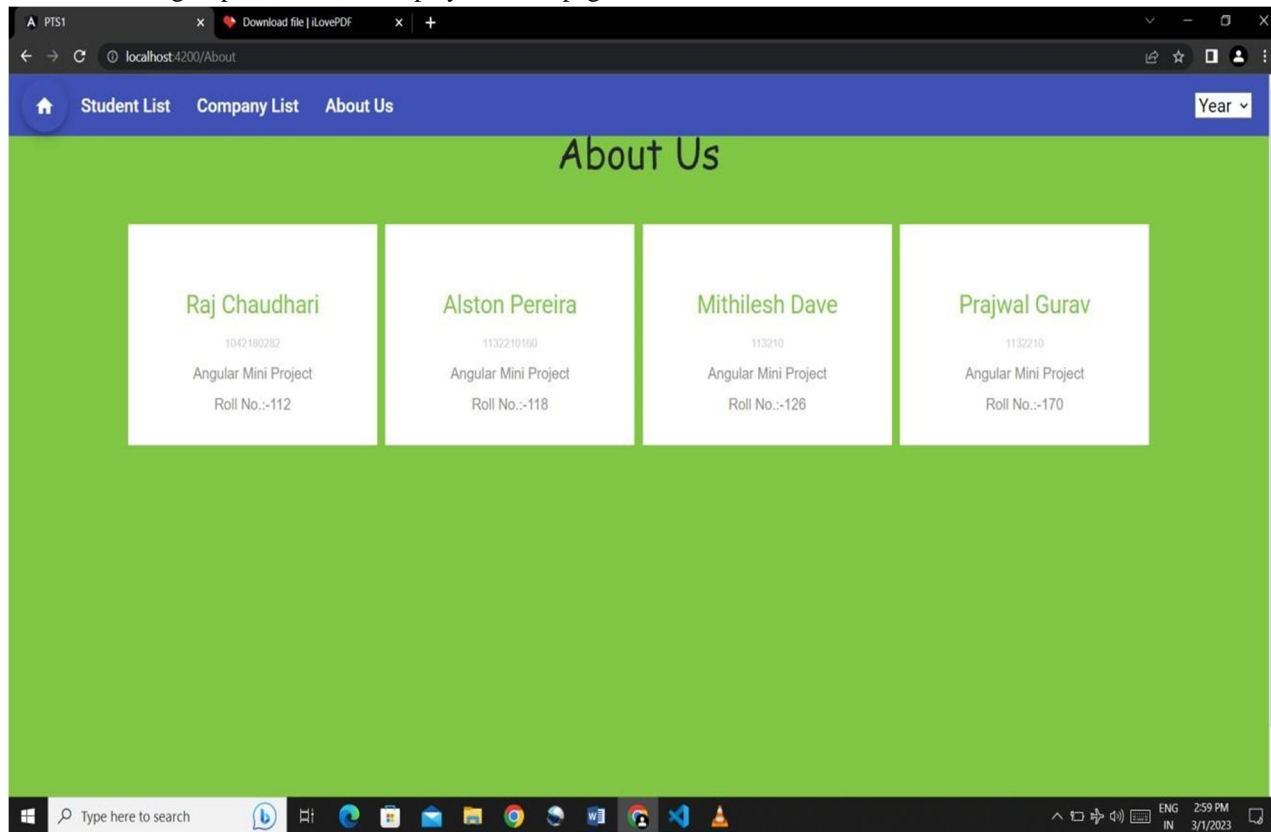 PTS1
Download file | iLovePDF
localhost:4200/About
Student List Company List About Us
Year
About Us
Raj Chaudhari
1042180282
Angular Mini Project
Roll No.:-112
Alston Pereira
1132210160
Angular Mini Project
Roll No.:-118
Mithilesh Dave
113210
Angular Mini Project
Roll No.:-126
Prajwal Gurav
1132210
Angular Mini Project
Roll No.:-170
Type here to search
ENG
IN
2:59 PM
3/1/2023